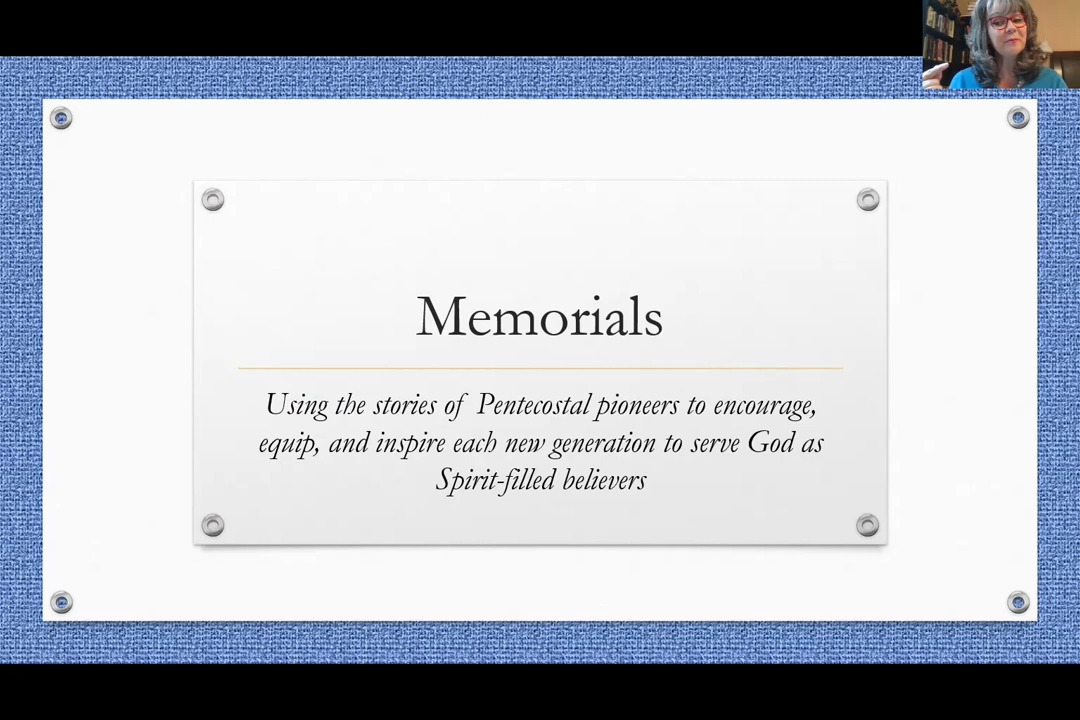 Memorials
Using the stories of Pentecostal pioneers to encourage,
equip, and inspire each new generation to serve God as
Spirit-filled believers